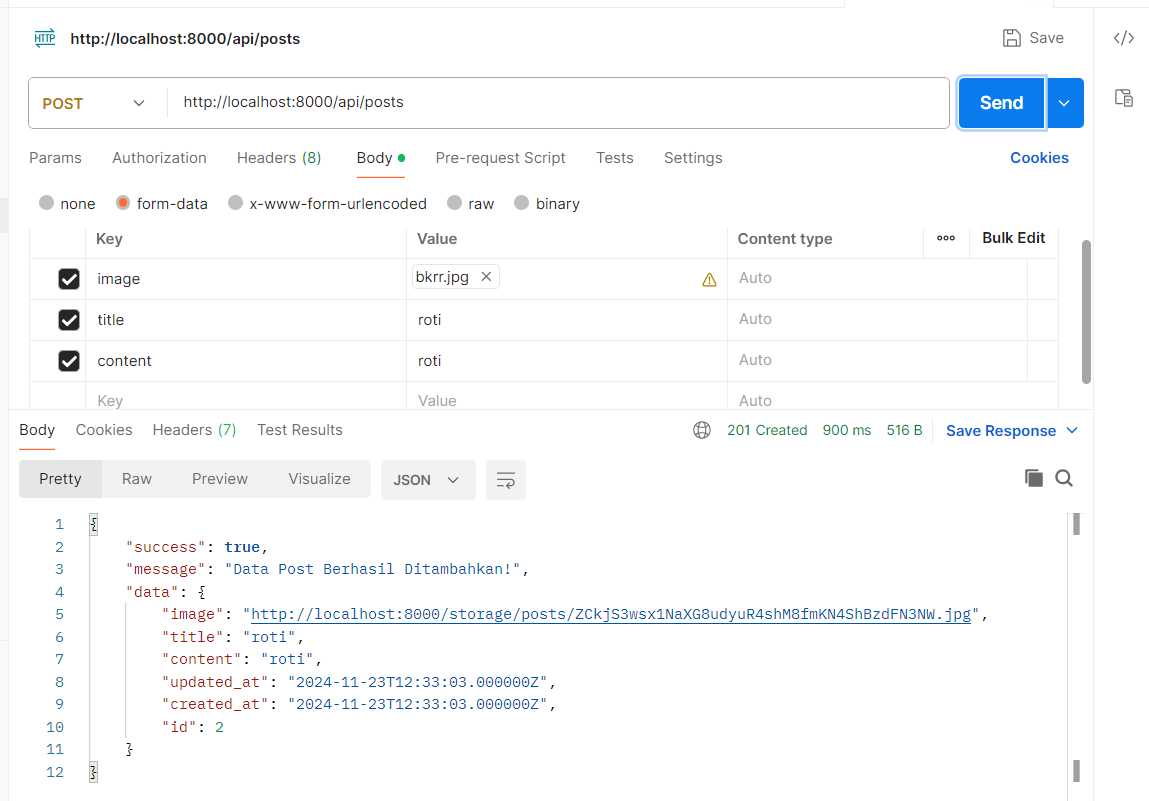 HTTP http://localhost:8000/api/posts Save
POST http://localhost:8000/api/posts Send
Params Authorization Headers (8) Body Pre-request Script Tests Settings Cookies
none form-data x-www-form-urlencoded raw binary
Key Value Content type Bulk Edit
image bkrr.jpg Auto
title roti Auto
content roti Auto
Key Value Auto
Body Cookies Headers (7) Test Results 201 Created 900 ms 516 B Save Response
Pretty Raw Preview Visualize JSON
1 {
2 "success": true,
3 "message": "Data Post Berhasil Ditambahkan!",
4 "data": {
5 "image": "http://localhost:8000/storage/posts/ZCkjS3wsx1NaXG8udyuR4shM8fmKN4ShBzdFN3NW.jpg",
6 "title": "roti",
7 "content": "roti",
8 "updated_at": "2024-11-23T12:33:03.000000Z",
9 "created_at": "2024-11-23T12:33:03.000000Z",
10 "id": 2
11 }
12 }